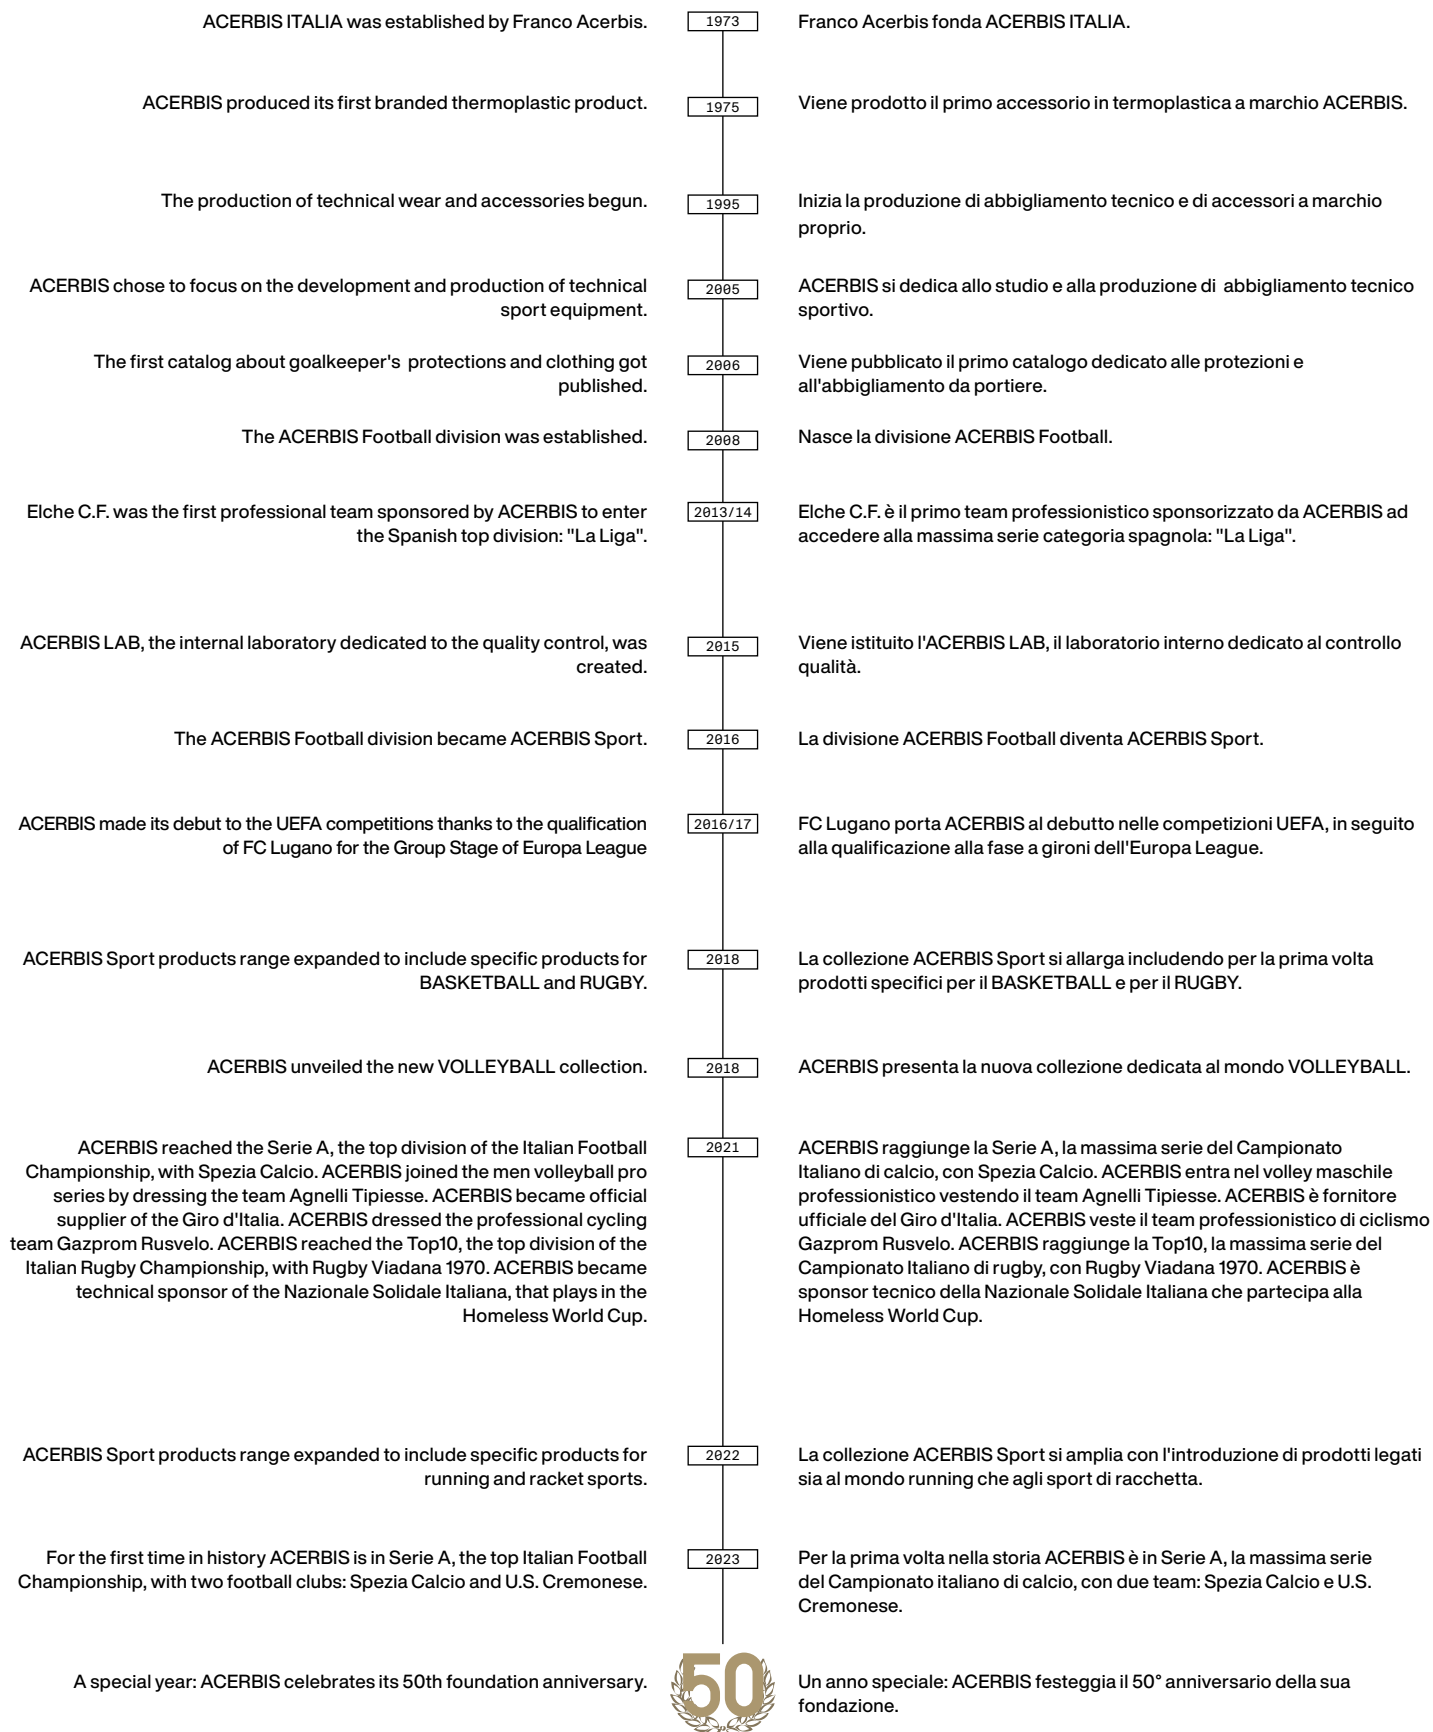 ACERBIS ITALIA was established by Franco Acerbis.
1973
Franco Acerbis fonda ACERBIS ITALIA.
ACERBIS produced its first branded thermoplastic product.
1975
Viene prodotto il primo accessorio in termoplastica a marchio ACERBIS.
The production of technical wear and accessories begun.
1995
Inizia la produzione di abbigliamento tecnico e di accessori a marchio
proprio.
ACERBIS chose to focus on the development and production of technical
sport equipment.
2005
ACERBIS si dedica allo studio e alla produzione di abbigliamento tecnico
sportivo.
The first catalog about goalkeeper's protections and clothing got
published.
2006
Viene pubblicato il primo catalogo dedicato alle protezioni e
all'abbigliamento da portiere.
The ACERBIS Football division was established.
2008
Nasce la divisione ACERBIS Football.
Elche C.F. was the first professional team sponsored by ACERBIS to enter
the Spanish top division: "La Liga".
2013/14
Elche C.F. è il primo team professionistico sponsorizzato da ACERBIS ad
accedere alla massima serie categoria spagnola: "La Liga".
ACERBIS LAB, the internal laboratory dedicated to the quality control, was
created.
2015
Viene istituito l'ACERBIS LAB, il laboratorio interno dedicato al controllo
qualità.
The ACERBIS Football division became ACERBIS Sport.
2016
La divisione ACERBIS Football diventa ACERBIS Sport.
ACERBIS made its debut to the UEFA competitions thanks to the qualification
of FC Lugano for the Group Stage of Europa League
2016/17
FC Lugano porta ACERBIS al debutto nelle competizioni UEFA, in seguito
alla qualificazione alla fase a gironi dell'Europa League.
ACERBIS Sport products range expanded to include specific products for
BASKETBALL and RUGBY.
2018
La collezione ACERBIS Sport si allarga includendo per la prima volta
prodotti specifici per il BASKETBALL e per il RUGBY.
ACERBIS unveiled the new VOLLEYBALL collection.
2018
ACERBIS presenta la nuova collezione dedicata al mondo VOLLEYBALL.
ACERBIS reached the Serie A, the top division of the Italian Football
Championship, with Spezia Calcio. ACERBIS joined the men volleyball pro
series by dressing the team Agnelli Tipiesse. ACERBIS became official
supplier of the Giro d'Italia. ACERBIS dressed the professional cycling
team Gazprom Rusvelo. ACERBIS reached the Top10, the top division of the
Italian Rugby Championship, with Rugby Viadana 1970. ACERBIS became
technical sponsor of the Nazionale Solidale Italiana, that plays in the
Homeless World Cup.
2021
ACERBIS raggiunge la Serie A, la massima serie del Campionato
Italiano di calcio, con Spezia Calcio. ACERBIS entra nel volley maschile
professionistico vestendo il team Agnelli Tipiesse. ACERBIS è fornitore
ufficiale del Giro d'Italia. ACERBIS veste il team professionistico di ciclismo
Gazprom Rusvelo. ACERBIS raggiunge la Top10, la massima serie del
Campionato Italiano di rugby, con Rugby Viadana 1970. ACERBIS è
sponsor tecnico della Nazionale Solidale Italiana che partecipa alla
Homeless World Cup.
ACERBIS Sport products range expanded to include specific products for
running and racket sports.
2022
La collezione ACERBIS Sport si amplia con l'introduzione di prodotti legati
sia al mondo running che agli sport di racchetta.
For the first time in history ACERBIS is in Serie A, the top Italian Football
Championship, with two football clubs: Spezia Calcio and U.S. Cremonese.
2023
Per la prima volta nella storia ACERBIS è in Serie A, la massima serie
del Campionato italiano di calcio, con due team: Spezia Calcio e U.S.
Cremonese.
A special year: ACERBIS celebrates its 50th foundation anniversary.
50
Un anno speciale: ACERBIS festeggia il 50° anniversario della sua
fondazione.